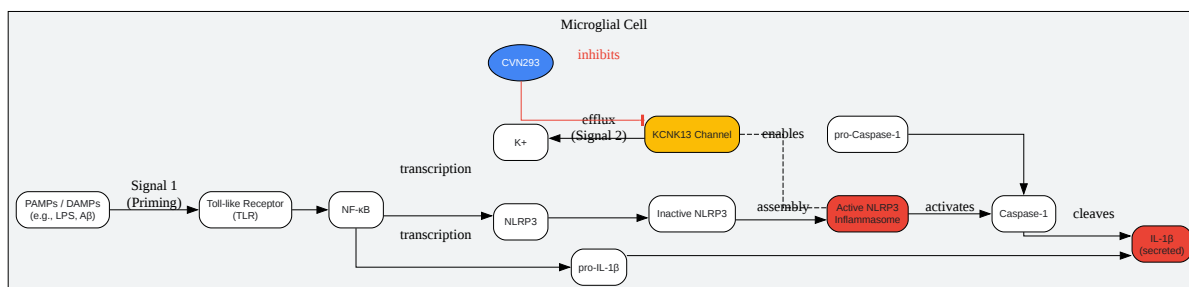 Microglial Cell
CVN293
inhibits
efflux
(Signal 2)
K+
KCNK13 Channel
enables
pro-Caspase-1
transcription
PAMPs / DAMPs
(e.g., LPS, Aβ)
Signal 1
(Priming)
Toll-like Receptor
(TLR)
NF-κB
transcription
NLRP3
Inactive NLRP3
assembly
Active NLRP3
Inflammasome
activates
Caspase-1
cleaves
IL-1β
(secreted)
pro-IL-1β